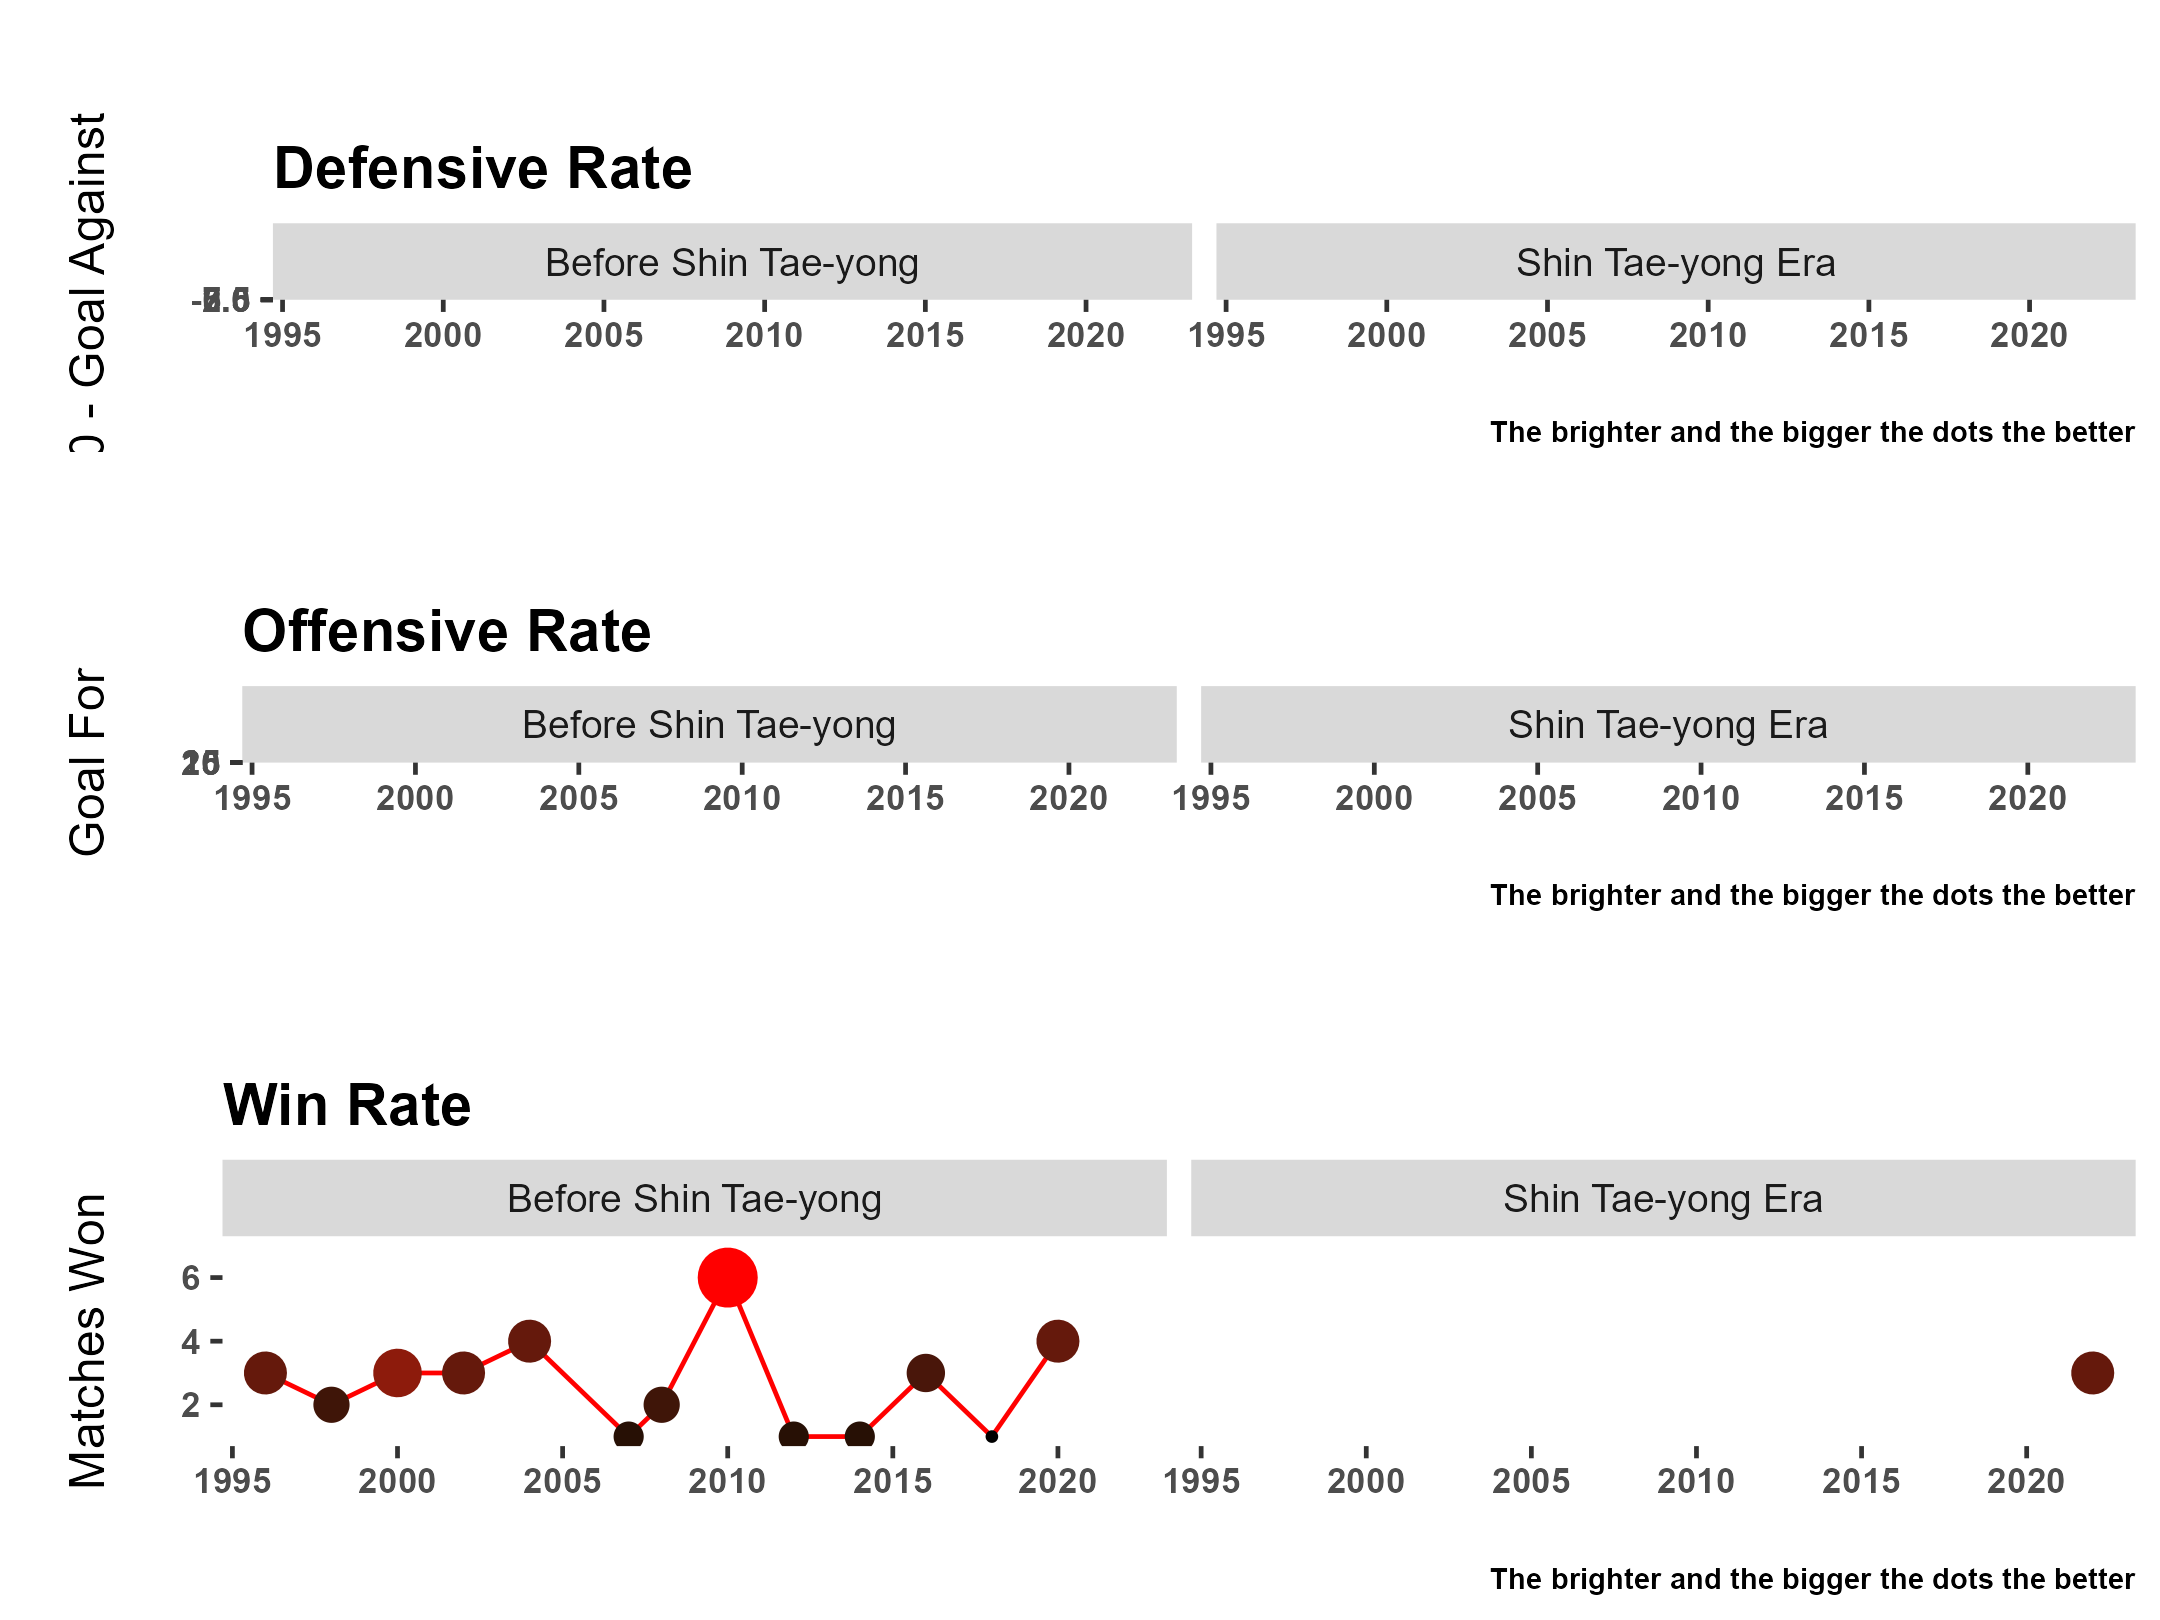 Defensive Rate
) - Goal Against
Before Shin Tae-yong
Shin Tae-yong Era
1995 2000 2005 2010 2015 2020 1995 2000 2005 2010 2015 2020
The brighter and the bigger the dots the better
Offensive Rate
Goal For
Before Shin Tae-yong
Shin Tae-yong Era
1995 2000 2005 2010 2015 2020 1995 2000 2005 2010 2015 2020
The brighter and the bigger the dots the better
Win Rate
Matches Won
Before Shin Tae-yong
Shin Tae-yong Era
6
4
2
1995 2000 2005 2010 2015 2020 1995 2000 2005 2010 2015 2020
The brighter and the bigger the dots the better